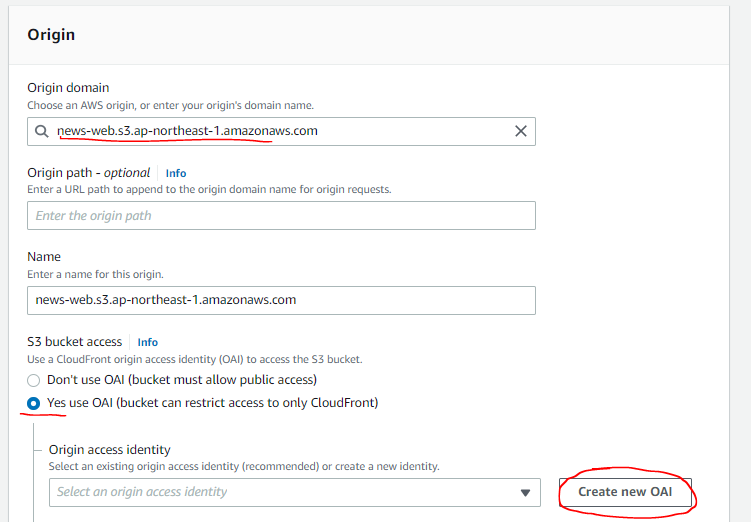 Origin
Origin domain
Choose an AWS origin, or enter your origin's domain name.
news-web.s3.ap-northeast-1.amazonaws.com
Origin path - optional Info
Enter a URL path to append to the origin domain name for origin requests.
Enter the origin path
Name
Enter a name for this origin.
news-web.s3.ap-northeast-1.amazonaws.com
S3 bucket access Info
Use a CloudFront origin access identity (OAI) to access the S3 bucket.
Don't use OAI (bucket must allow public access)
Yes use OAI (bucket can restrict access to only CloudFront)
Origin access identity
Select an existing origin access identity (recommended) or create a new identity.
Select an origin access identity
Create new OAI